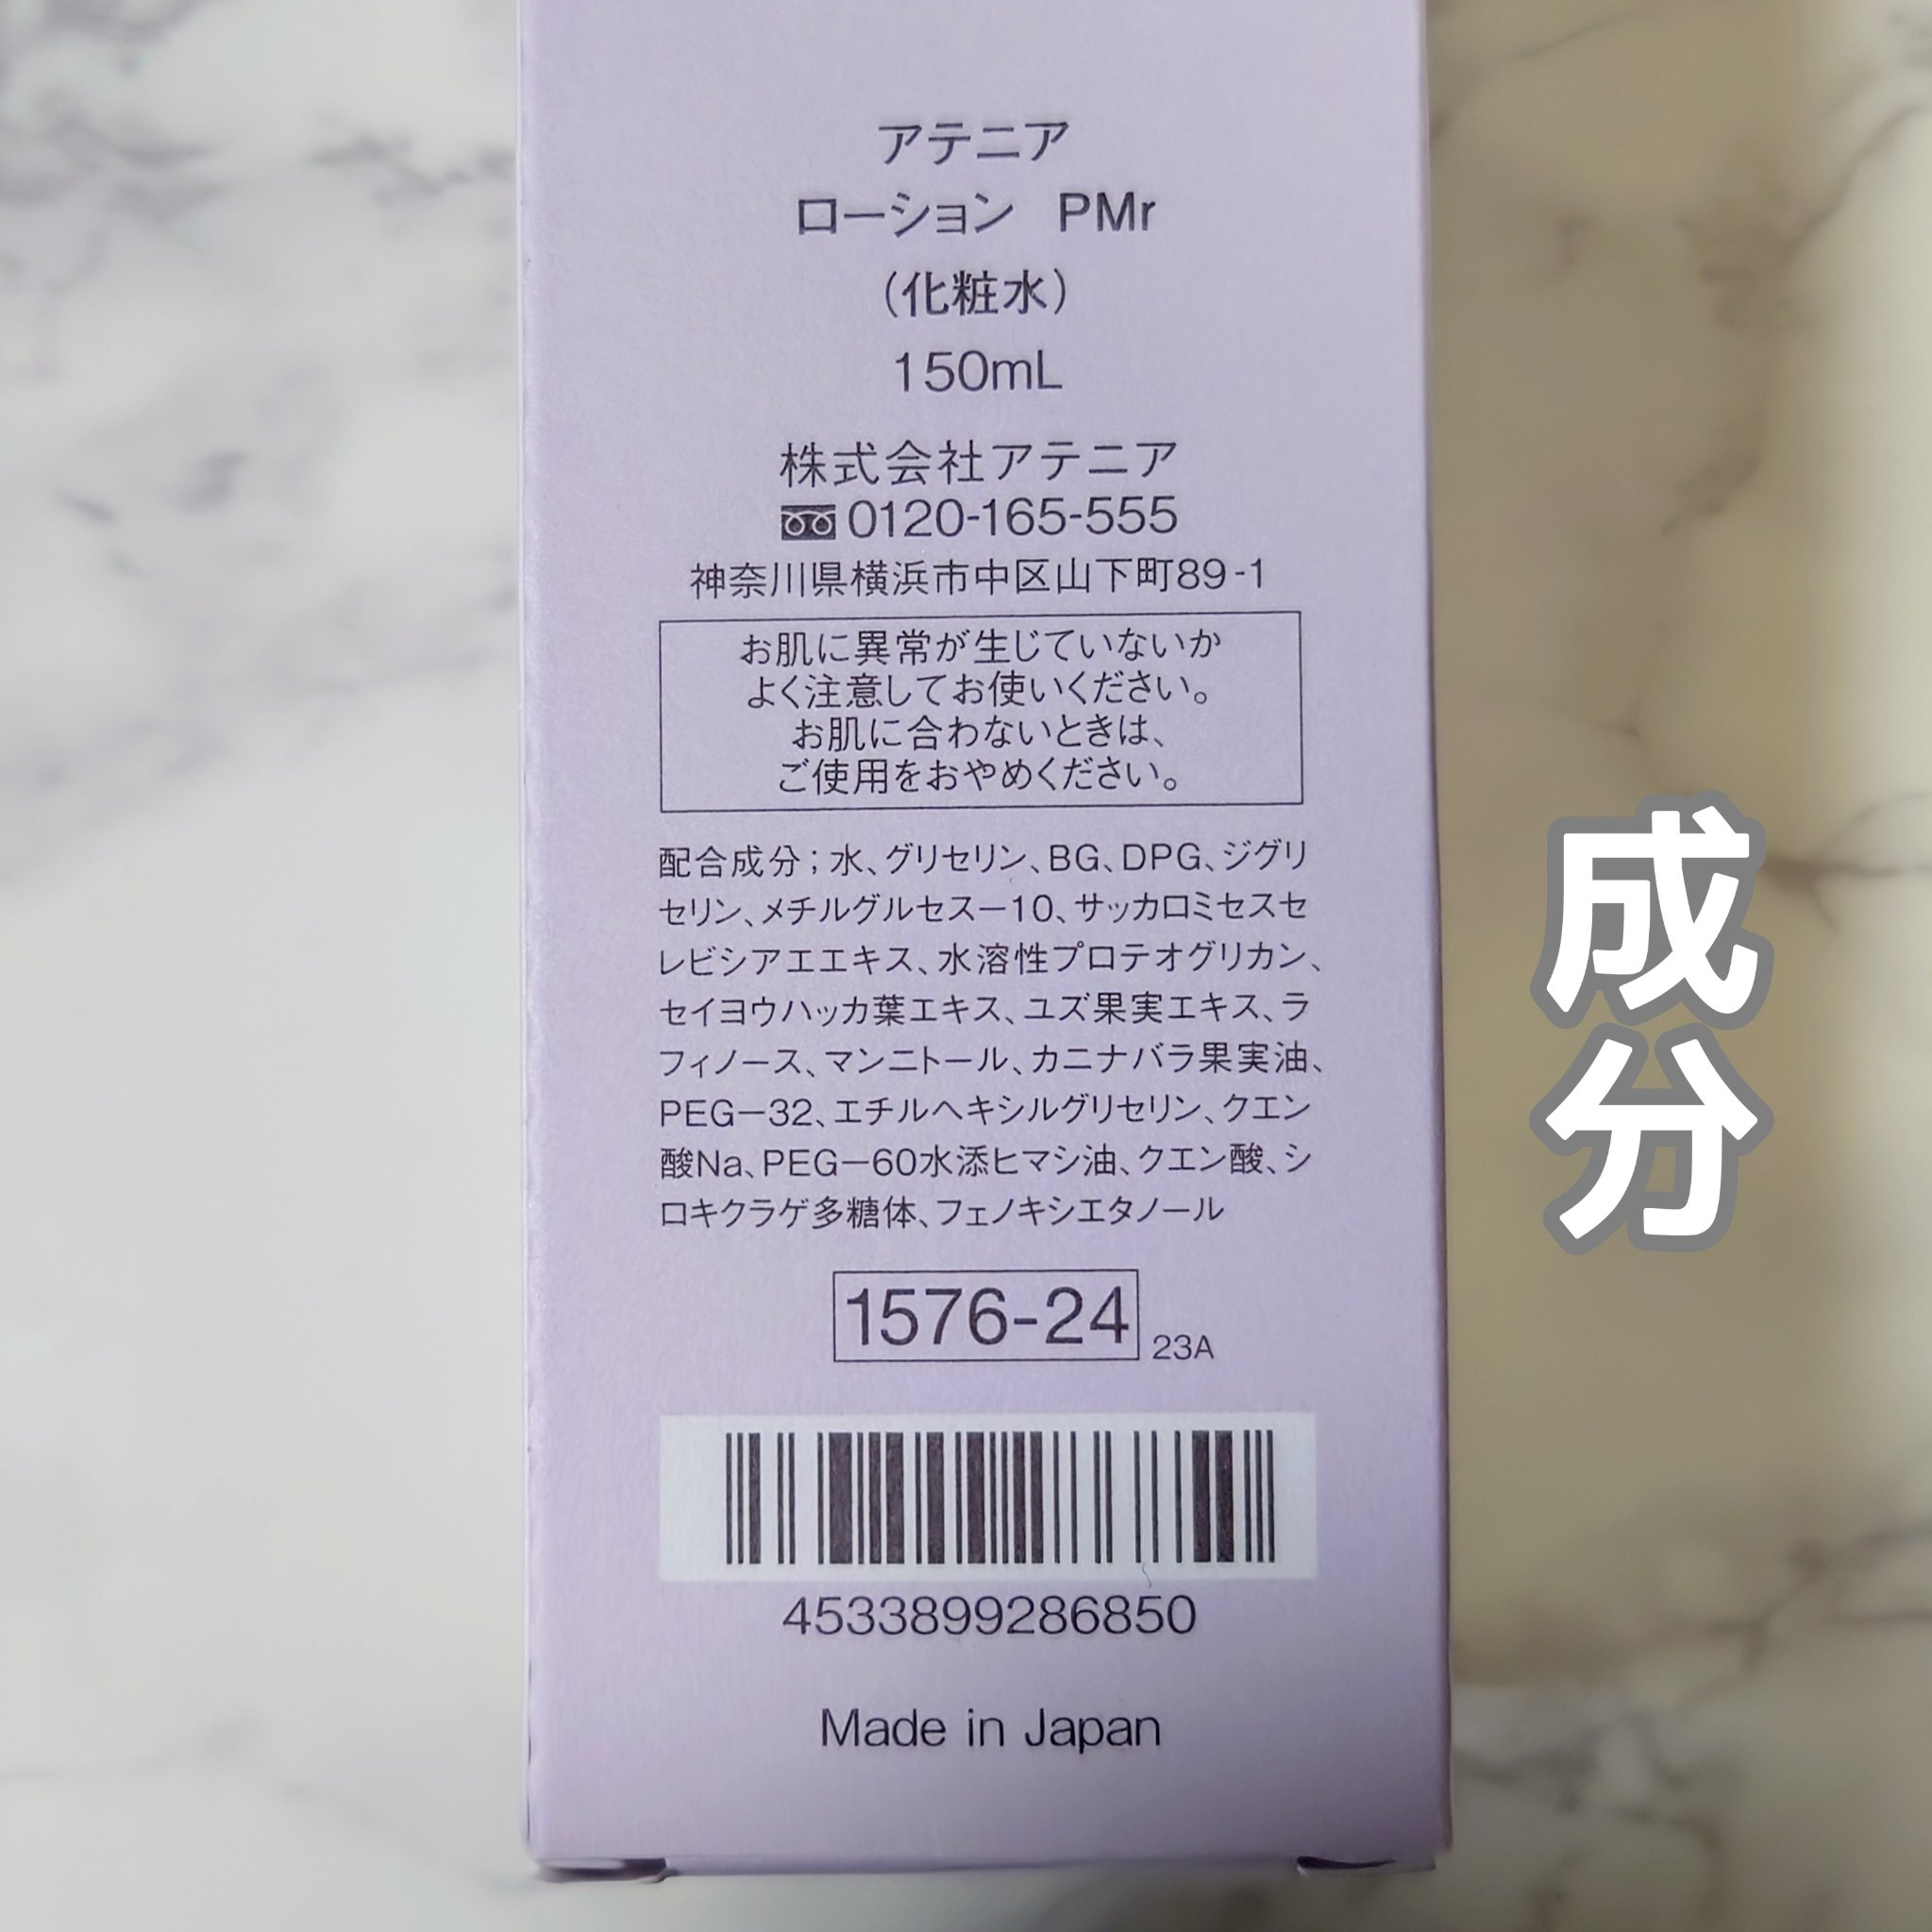 アテニア
ローション PMr
(化粧水)
150mL
株式会社アテニア
0120-165-555
神奈川県横浜市中区山下町89-1
お肌に異常が生じていないか
よく注意してお使いください。
お肌に合わないときは、
ご使用をおやめください。
配合成分;水、グリセリン、BG、DPG、ジグリ
セリン、メチルグルセス－10、サッカロミセスセ
レビシアエエキス、水溶性プロテオグリカン、
セイヨウハッカ葉エキス、ユズ果実エキス、ラ
フィノース、マンニトール、カニナバラ果実油、
PEG－32、エチルヘキシルグリセリン、クエン
酸Na、PEG－60水添ヒマシ油、クエン酸、シ
ロキクラゲ多糖体、フェノキシエタノール
1576-24 23A
4533899286850
Made in Japan
成分